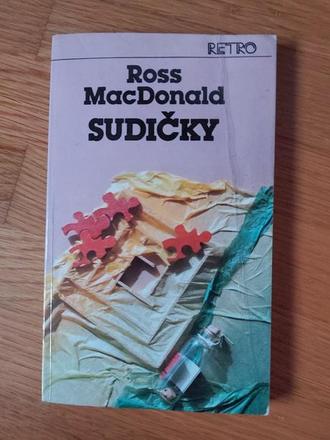 RETRO
Ross
MacDonald
SUDIČKY